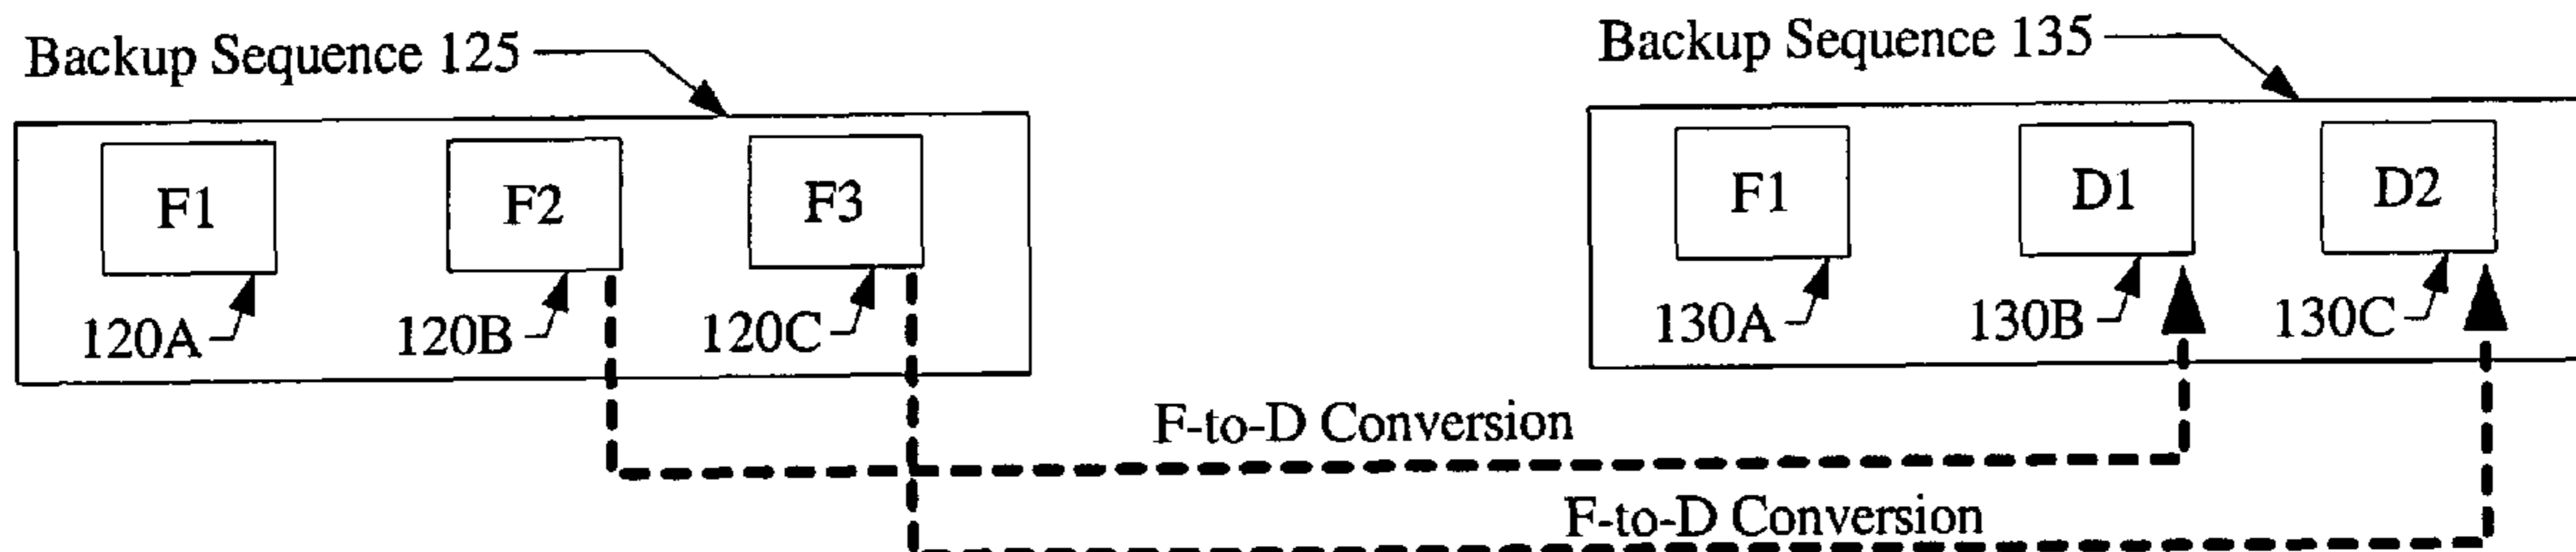 Backup Sequence 125
Backup Sequence 135
F1
F2
F3
F1
D1
D2
120A
120B
120C
130A
130B
130C
F-to-D Conversion
F-to-D Conversion